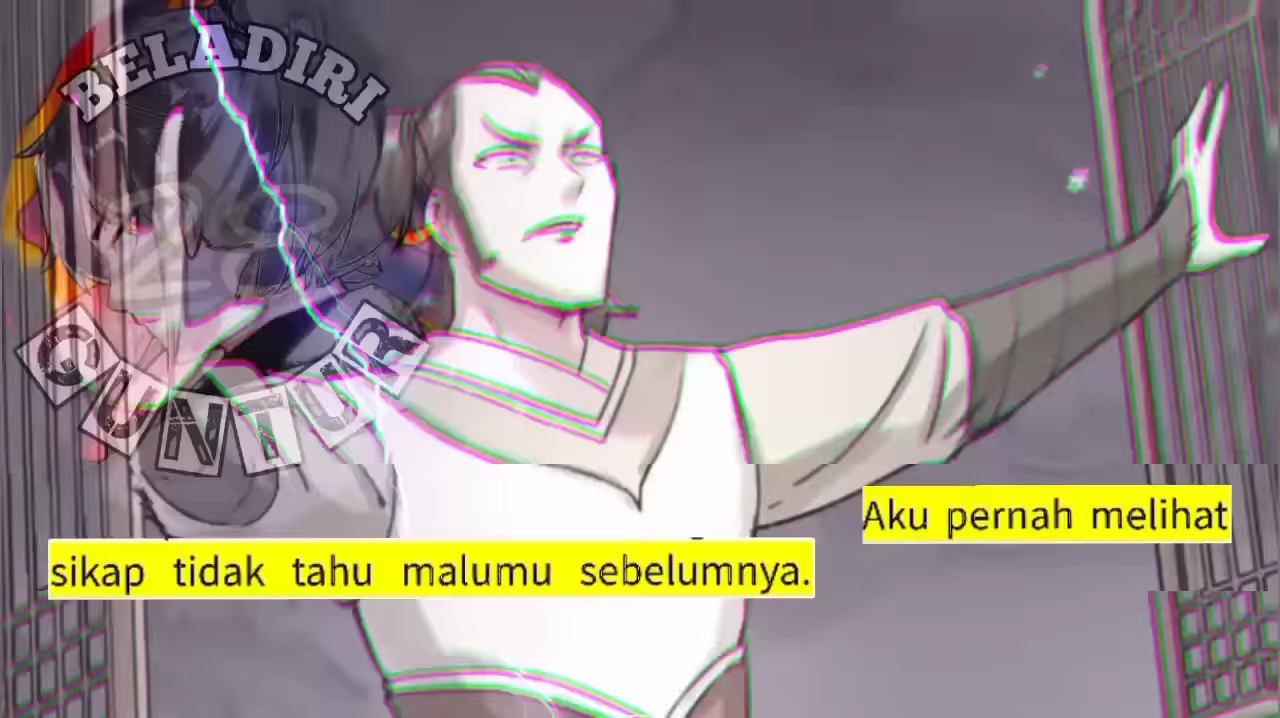 BELADIRI
GUNTUR
Aku pernah melihat
sikap tidak tahu malumu sebelumnya.